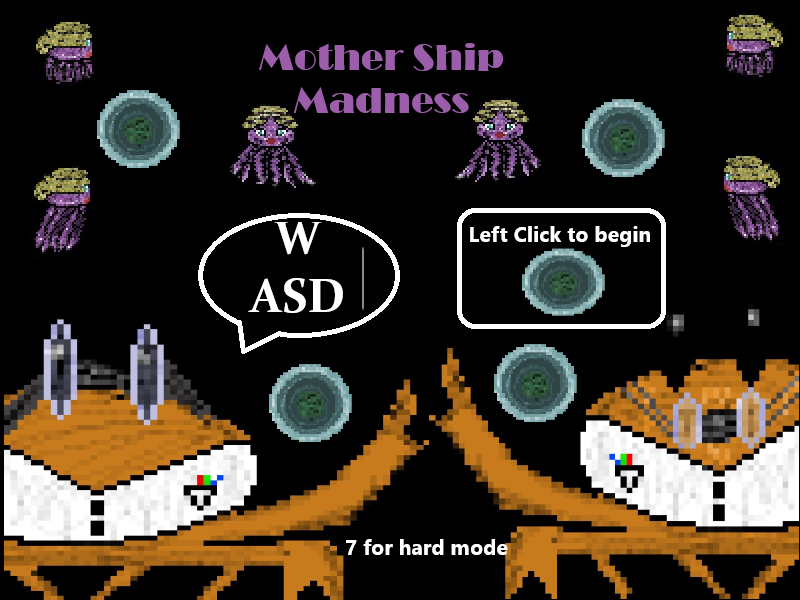 Mother Ship
Madness
W
ASD
Left Click to begin
7 for hard mode